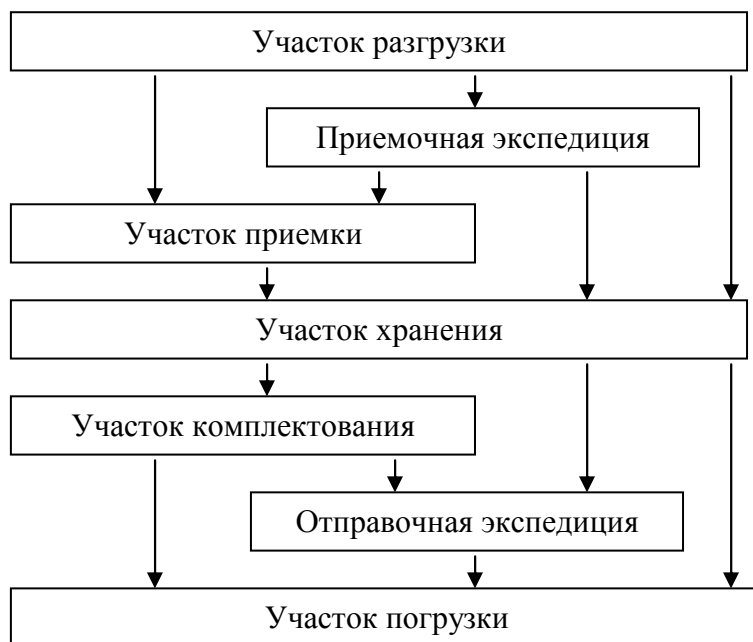 Участок разгрузки
Приемочная экспедиция
Участок приемки
Участок хранения
Участок комплектования
Отправочная экспедиция
Участок погрузки